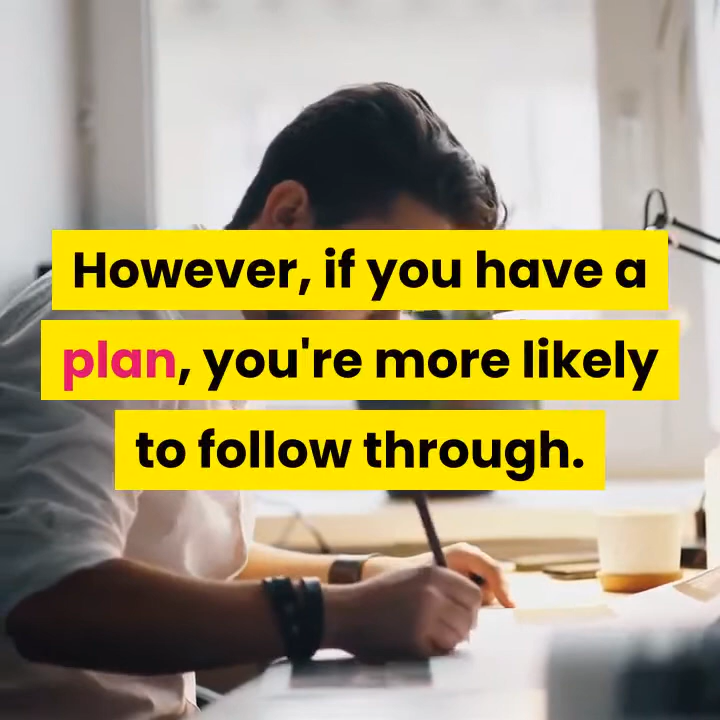 However, if you have a
plan, you're more likely
to follow through.